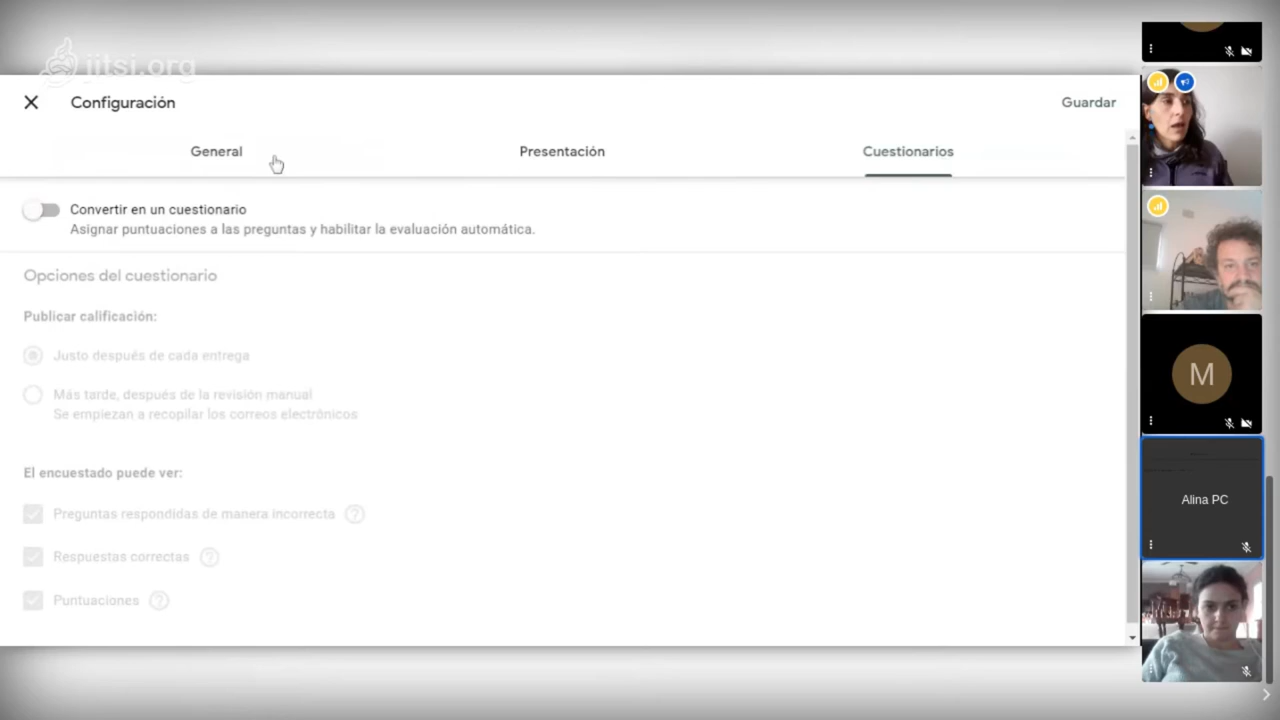 jitsi.org
Configuración
Guardar
General
Presentación
Cuestionarios
Convertir en un cuestionario
Asignar puntuaciones a las preguntas y habilitar la evaluación automática.
Opciones del cuestionario
Publicar calificación:
Justo después de cada entrega
Más tarde, después de la revisión manual
Se empiezan a recopilar los correos electrónicos
El encuestado puede ver:
Preguntas respondidas de manera incorrecta
Respuestas correctas
Puntuaciones
M
Alina PC